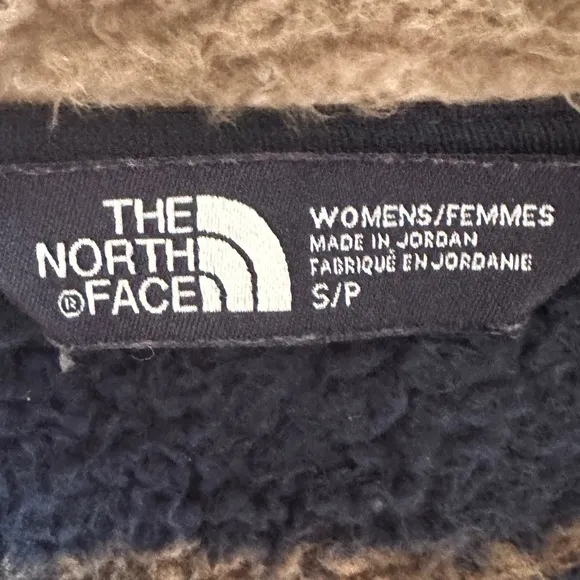 THE
NORTH
®FACE
WOMENS/FEMMES
MADE IN JORDAN
FABRIQUÉ EN JORDANIE
S/P